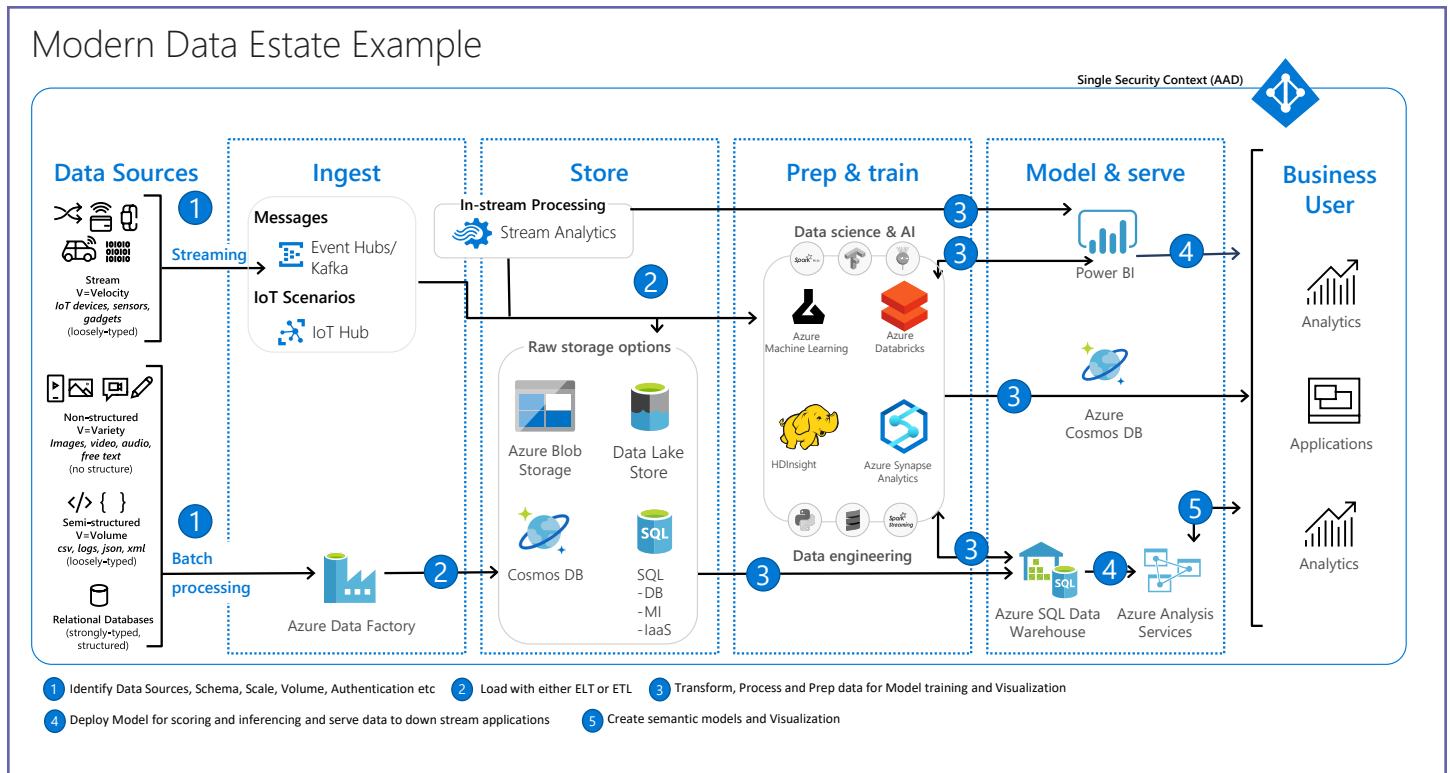 Modern Data Estate Example
Single Security Context (AAD)
Data Sources
1
Streaming
Stream
V=Velocity
IoT devices, sensors,
gadgets
(loosely-typed)
Non-structured
V=Variety
Images, video, audio,
free text
(no structure)
</> { }
Semi-structured
V=Volume
csv, logs, json, xml
(loosely-typed)
1
Batch
processing
Relational Databases
(strongly-typed,
structured)
Ingest
Messages
Event Hubs/
Kafka
IoT Scenarios
IoT Hub
Azure Data Factory
2
Store
In-stream Processing
Stream Analytics
2
Raw storage options
Azure Blob
Storage
Data Lake
Store
Cosmos DB
SQL
SQL
-DB
-MI
-IaaS
Prep & train
3
Data science & AI
3
Spark
Azure
Machine Learning
Azure
Databricks
HDInsight
Azure Synapse
Analytics
Spark
Streaming
Data engineering
3
3
3
Model & serve
Power BI
4
Azure
Cosmos DB
SQL
Azure SQL Data
Warehouse
4
Azure Analysis
Services
5
Business
User
Analytics
Applications
Analytics
1 Identify Data Sources, Schema, Scale, Volume, Authentication etc
2 Load with either ELT or ETL
3 Transform, Process and Prep data for Model training and Visualization
4 Deploy Model for scoring and inferencing and serve data to down stream applications
5 Create semantic models and Visualization